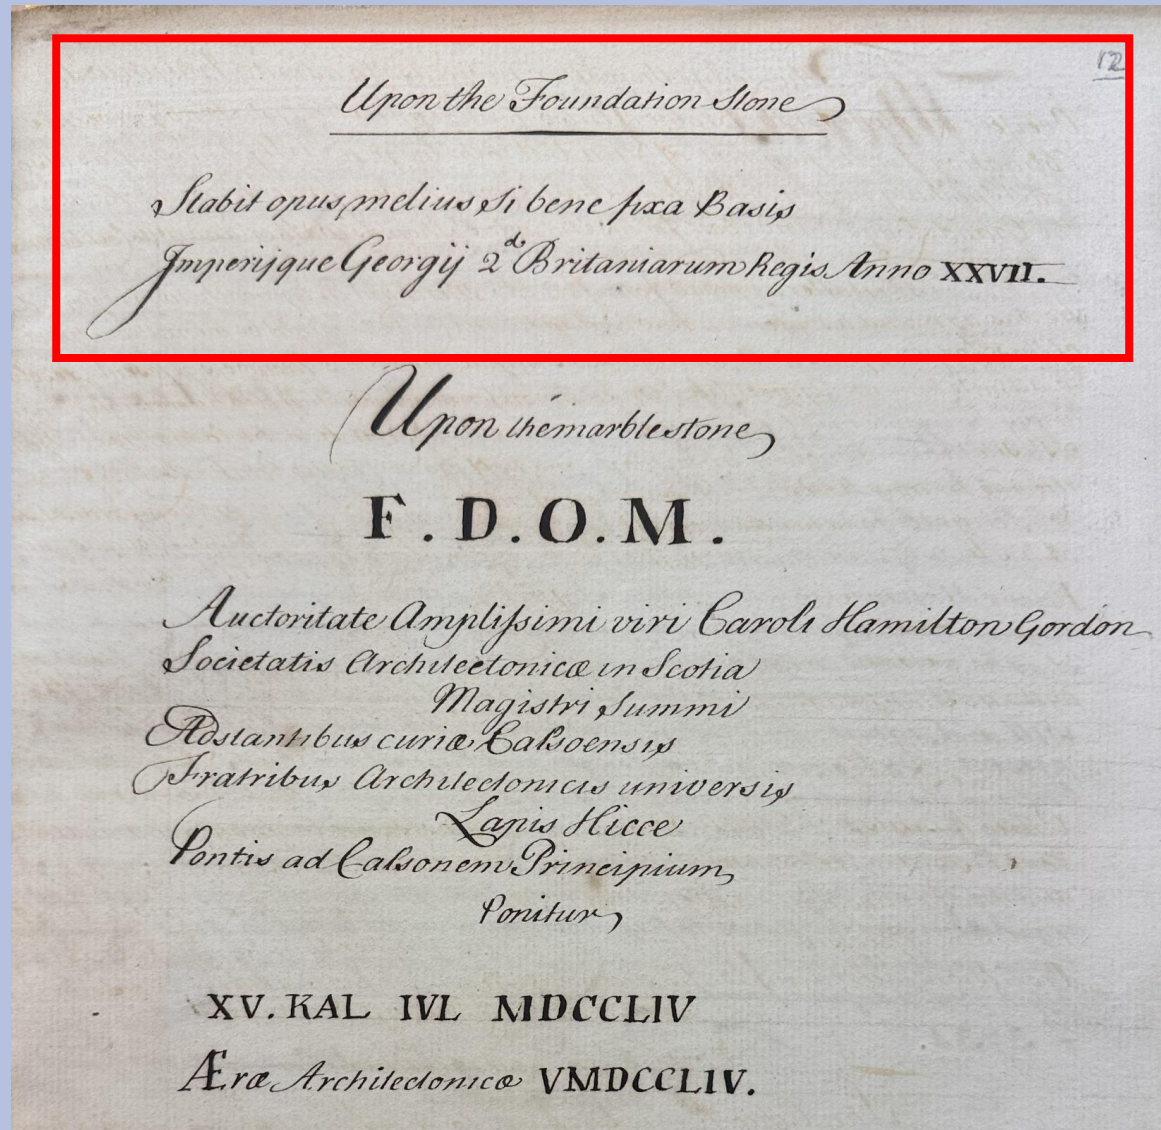 12
Upon the Foundation Stone
Stabit opus melius Si bene fixa Basis
Imperijque Georgij 2d Britaniarum Regis Anno XXVII.
Upon the marble stone
F. D. O. M.
Auctoritate Amplissimi viri Caroli Hamilton Gordon
Societatis Architectonicæ in Scotia
Magistri Summi
Adstantibus curiæ Calsoensis
Fratribus Architectonicis universis
Lapis Hicce
Pontis ad Calsonem Principium
Ponitur
XV. KAL IVL MDCCLIV
Æræ Architectonicæ VMDCCLIV.